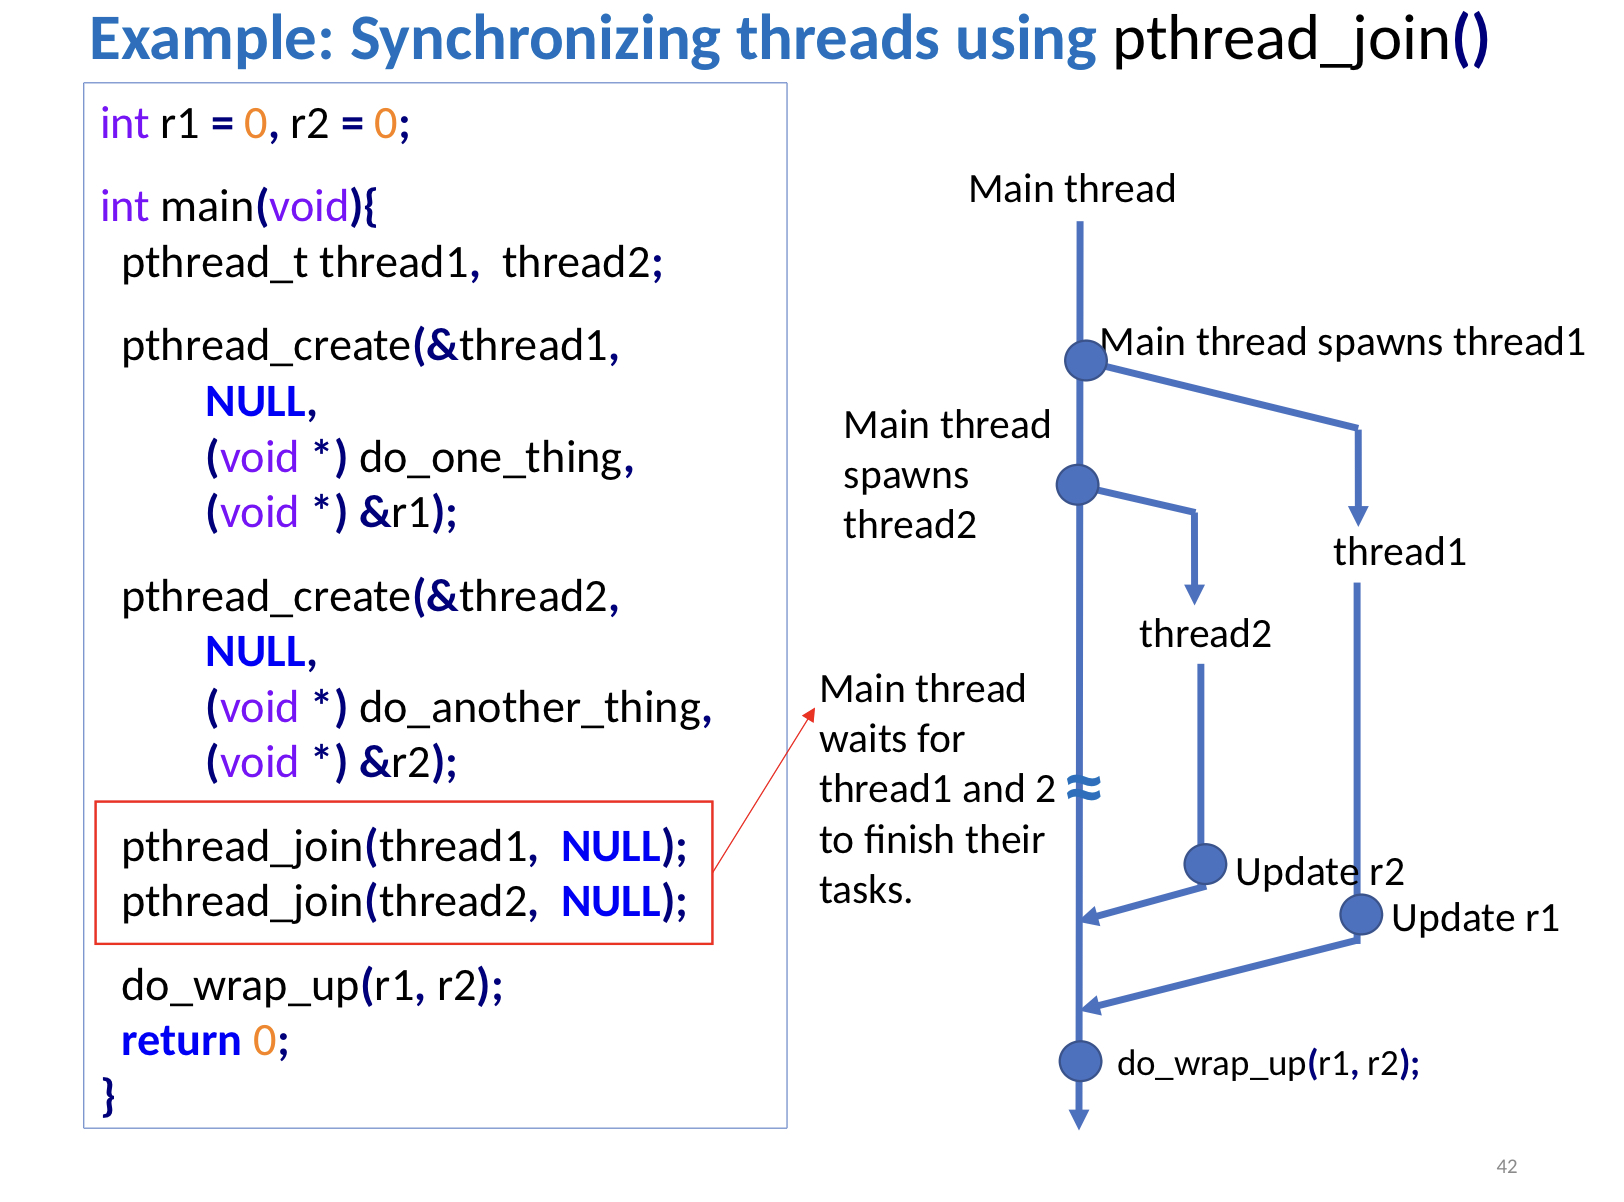 Example: Synchronizing threads using pthread_join()
int r1 = 0, r2 = 0;
int main(void){
pthread_t thread1, thread2;
pthread_create(&thread1,
NULL,
(void *) do_one_thing,
(void *) &r1);
pthread_create(&thread2,
NULL,
(void *) do_another_thing,
(void *) &r2);
pthread_join(thread1, NULL);
pthread_join(thread2, NULL);
do_wrap_up(r1, r2);
return 0;
}
Main thread
Main thread spawns thread1
Main thread
spawns
thread2
thread1
thread2
Main thread
waits for
thread1 and 2
to finish their
tasks.
≈
Update r2
Update r1
do_wrap_up(r1, r2);
42